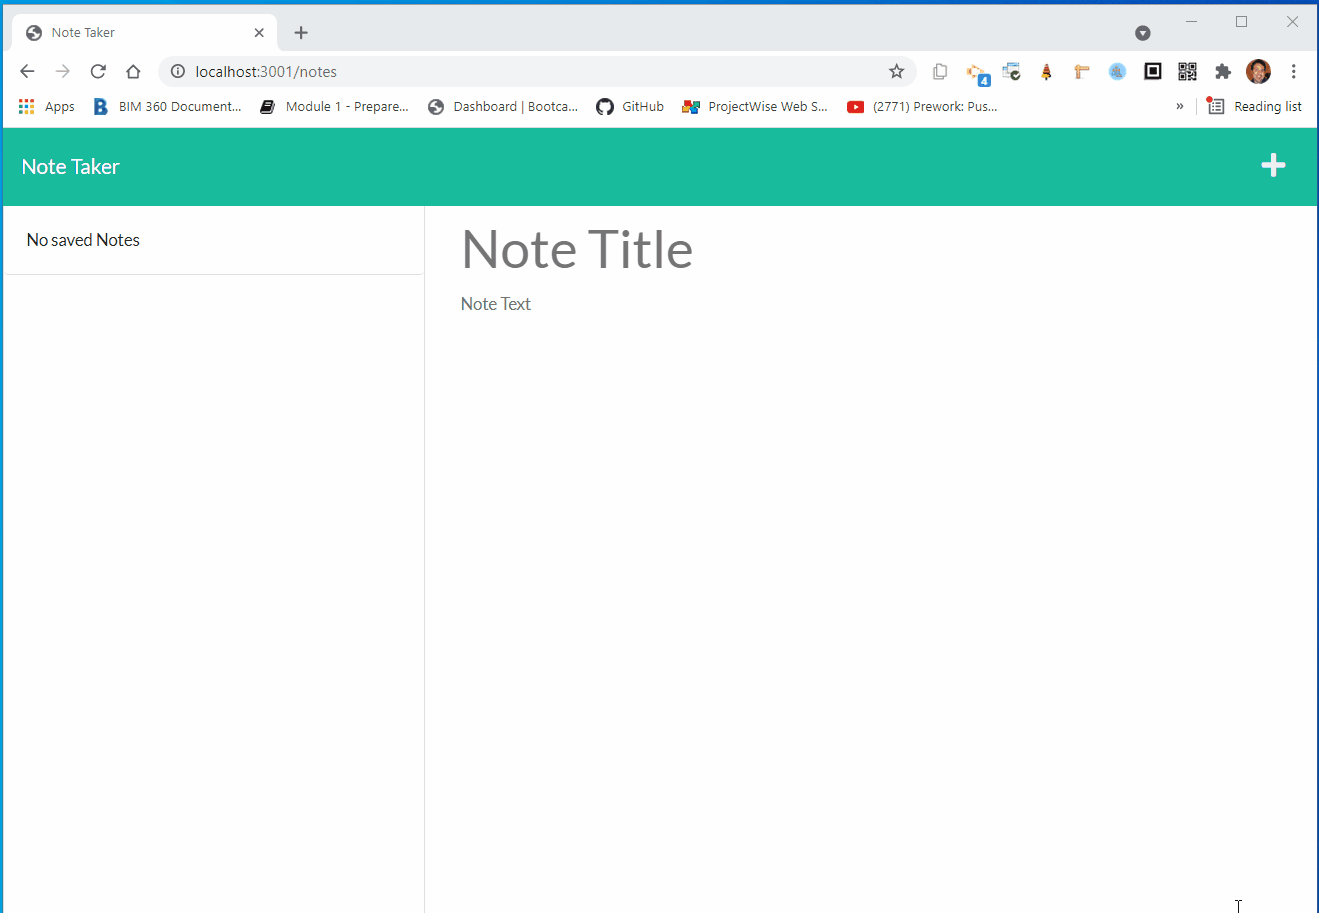 Note Taker
localhost:3001/notes
4
Apps
B BIM 360 Document...
Module 1 - Prepare...
Dashboard | Bootca...
GitHub
ProjectWise Web S...
(2771) Prework: Pus...
»
Reading list
Note Taker
No saved Notes
Note Title
Note Text